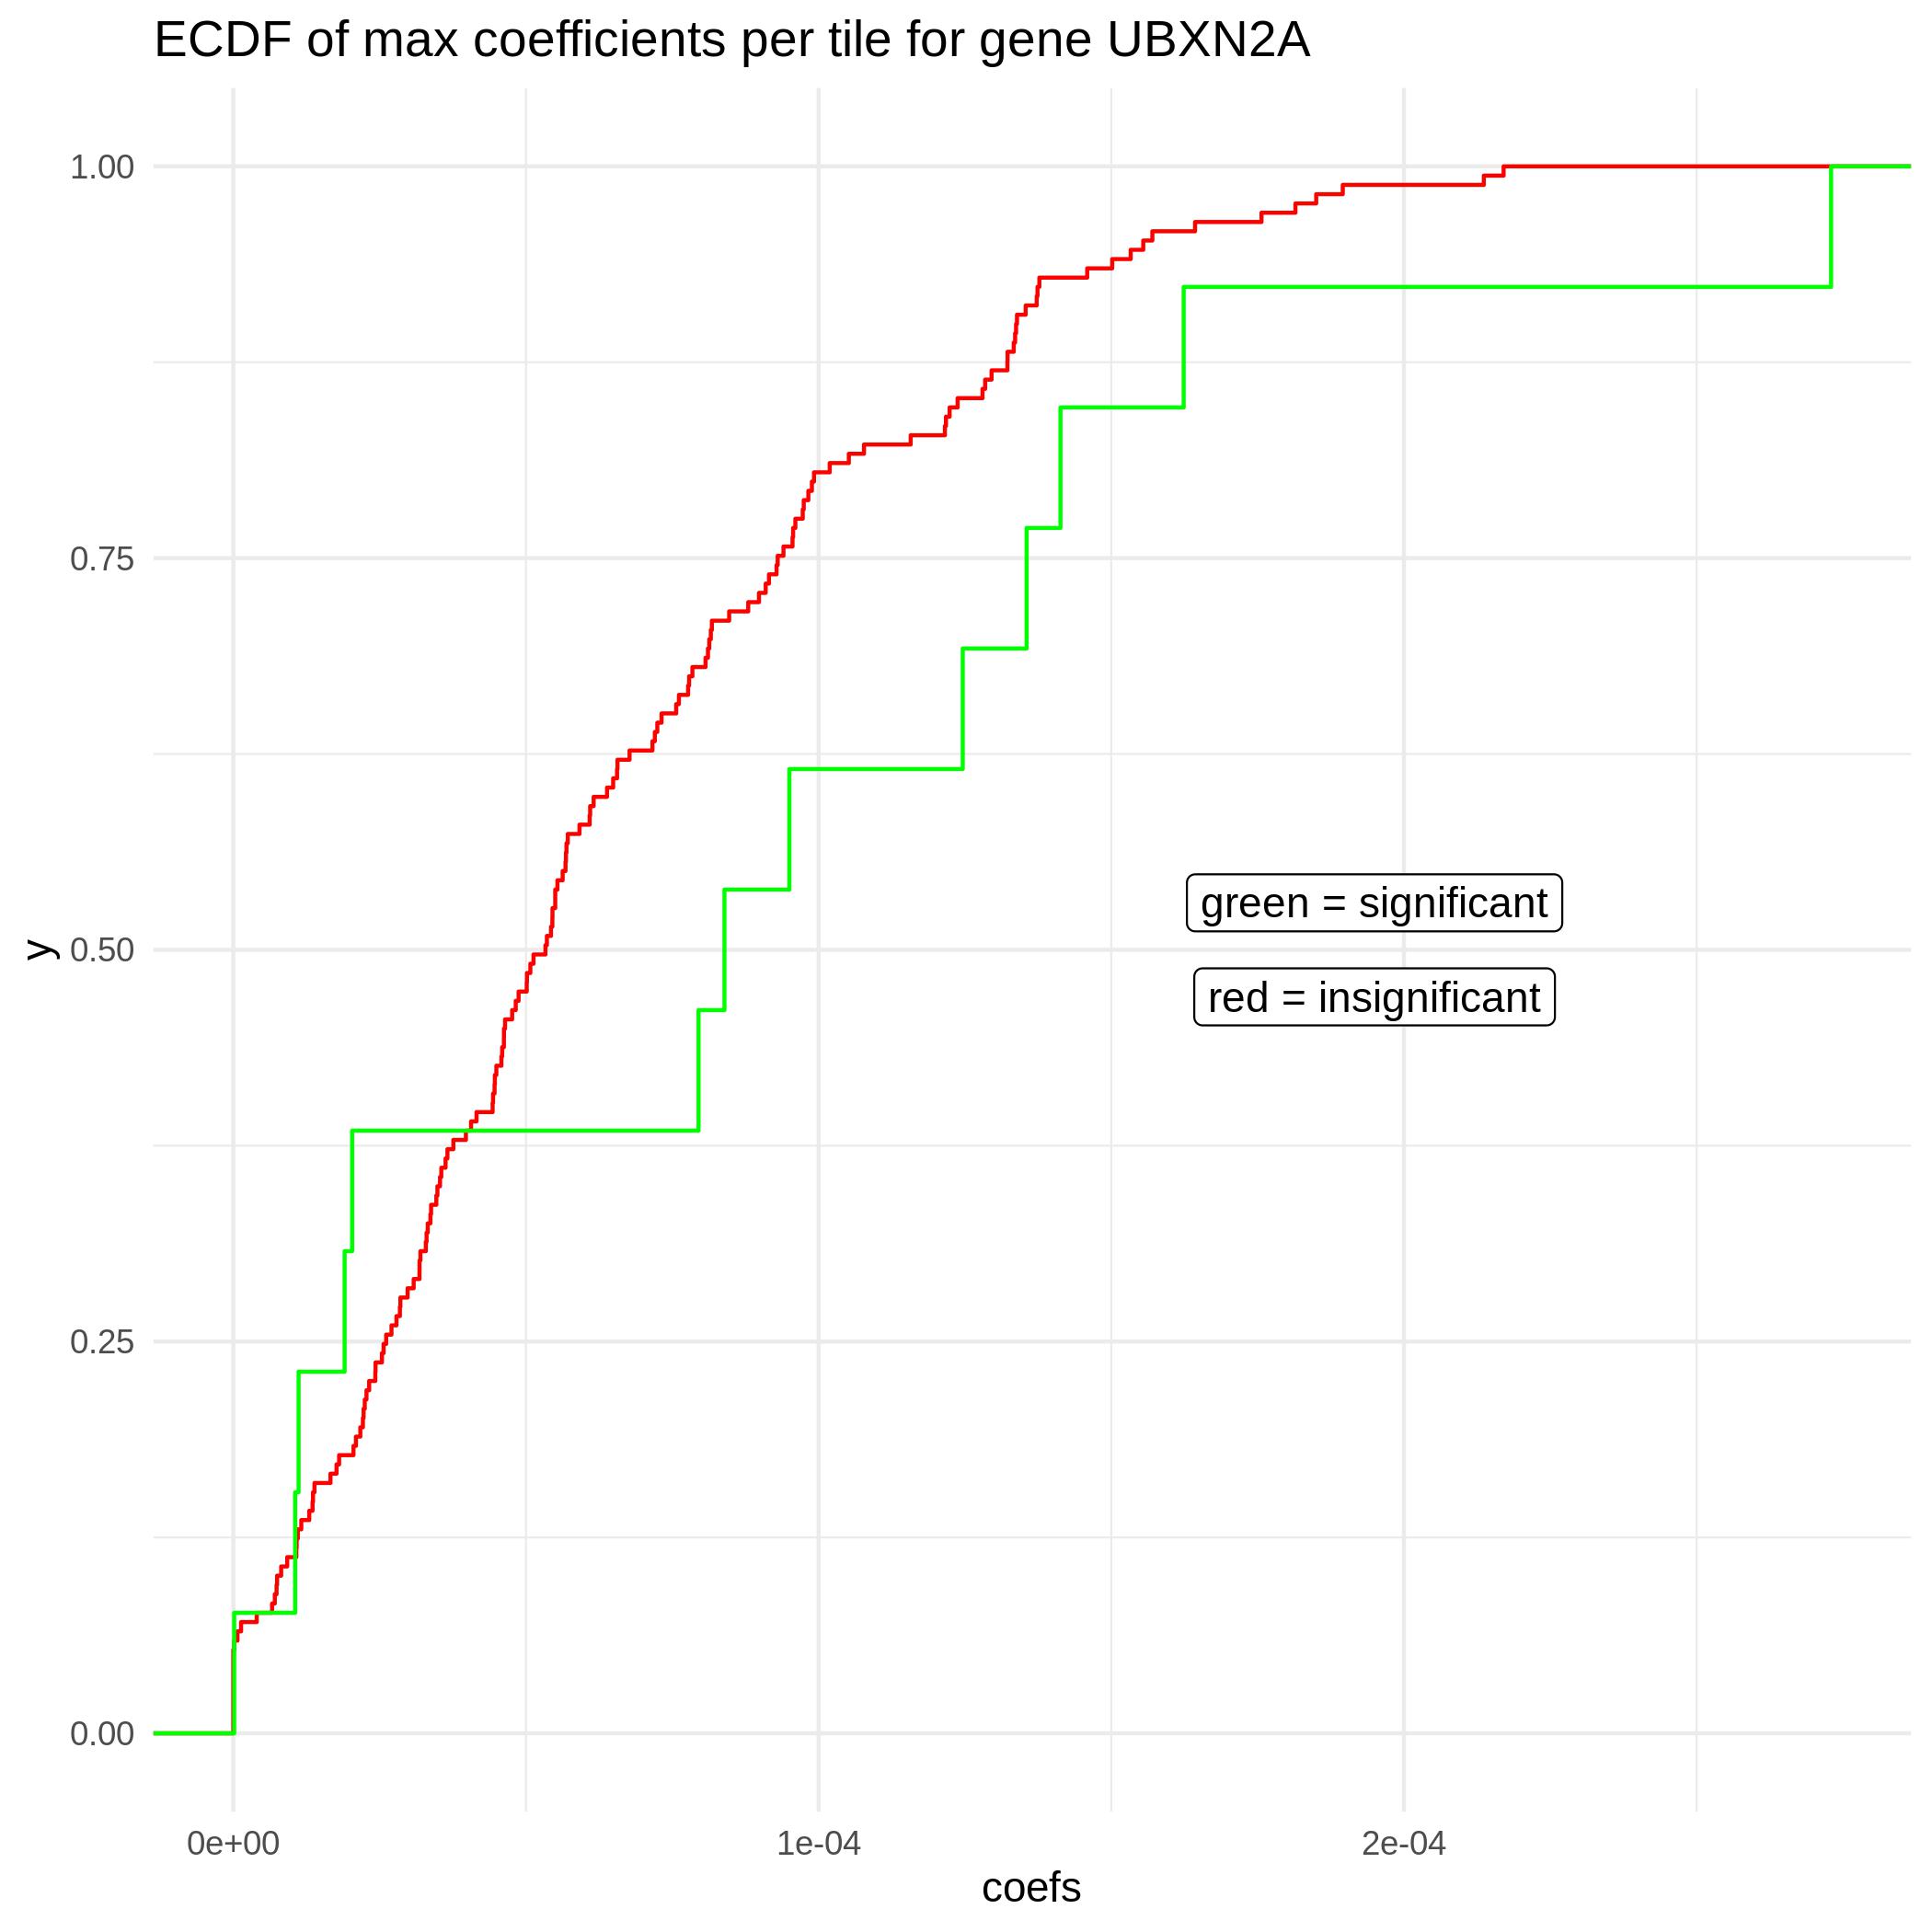 ECDF of max coefficients per tile for gene UBXN2A
1.00
0.75
0.50
0.25
0.00
y
green = significant
red = insignificant
0e+00 1e-04 2e-04
coefs